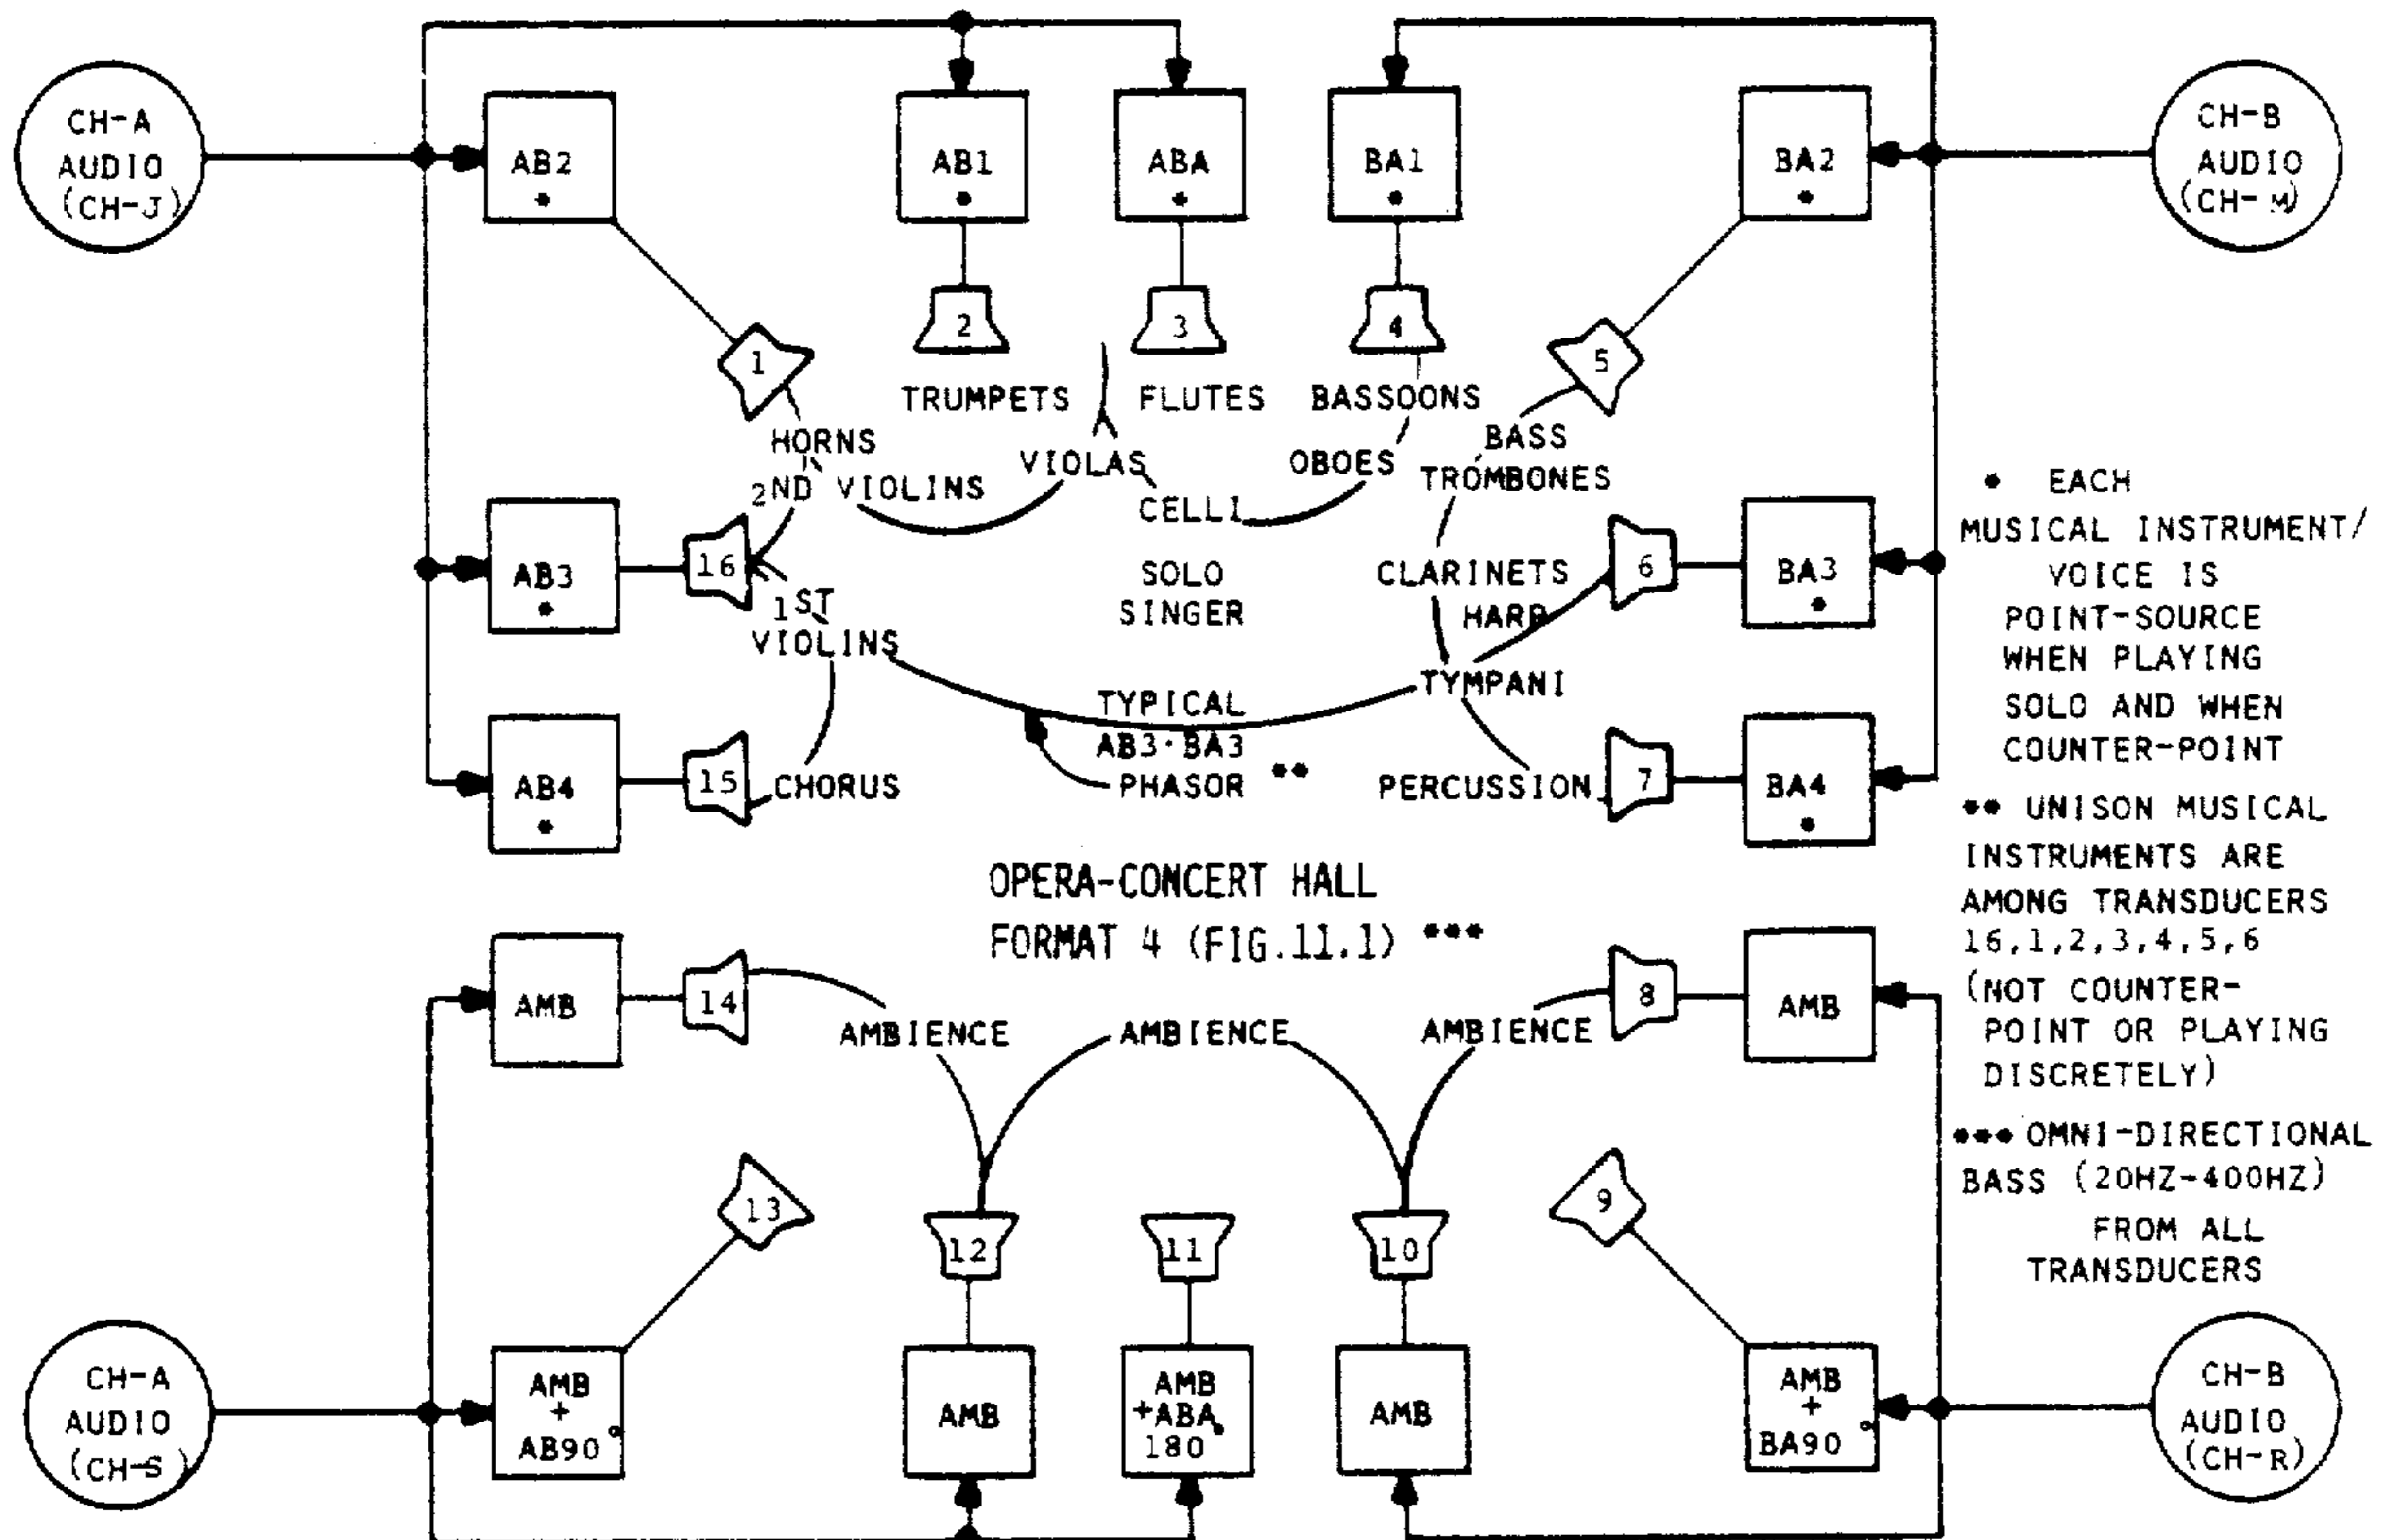 CH-A
AUDIO
(CH-J)
AB2
*
AB1
*
ABA
*
BA1
*
BA2
*
CH-B
AUDIO
(CH-M)
1
2
3
4
5
TRUMPETS
FLUTES
BASSOONS
HORNS
2ND VIOLINS
VIOLAS
CELLI
OBOES
BASS
TROMBONES
AB3
*
16
1ST
VIOLINS
SOLO
SINGER
CLARINETS
HARP
TYMPANI
6
BA3
*
AB4
*
15
CHORUS
TYPICAL
AB3·BA3
PHASOR **
PERCUSSION
7
BA4
*
* EACH
MUSICAL INSTRUMENT/
VOICE IS
POINT-SOURCE
WHEN PLAYING
SOLO AND WHEN
COUNTER-POINT
** UNISON MUSICAL
INSTRUMENTS ARE
AMONG TRANSDUCERS
16,1,2,3,4,5,6
(NOT COUNTER-
POINT OR PLAYING
DISCRETELY)
*** OMNI-DIRECTIONAL
BASS (20HZ-400HZ)
FROM ALL
TRANSDUCERS
OPERA-CONCERT HALL
FORMAT 4 (FIG.11.1) ***
AMB
14
AMBIENCE
AMBIENCE
AMBIENCE
8
AMB
13
12
11
10
9
CH-A
AUDIO
(CH-S)
AMB
+
AB90°
AMB
AMB
+ABA°
180
AMB
AMB
+
BA90°
CH-B
AUDIO
(CH-R)